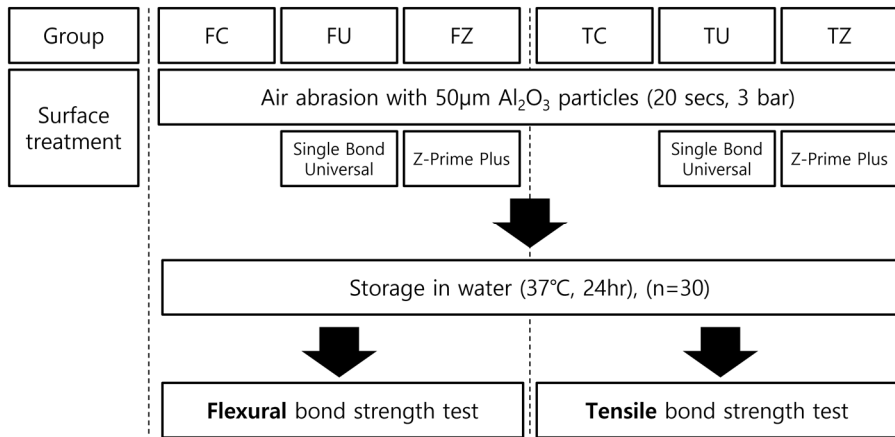 Group FC FU FZ TC TU TZ
Surface
treatment
Air abrasion with 50μm Al₂O₃ particles (20 secs, 3 bar)
Single Bond
Universal
Z-Prime Plus
Single Bond
Universal
Z-Prime Plus
Storage in water (37℃, 24hr), (n=30)
Flexural bond strength test
Tensile bond strength test